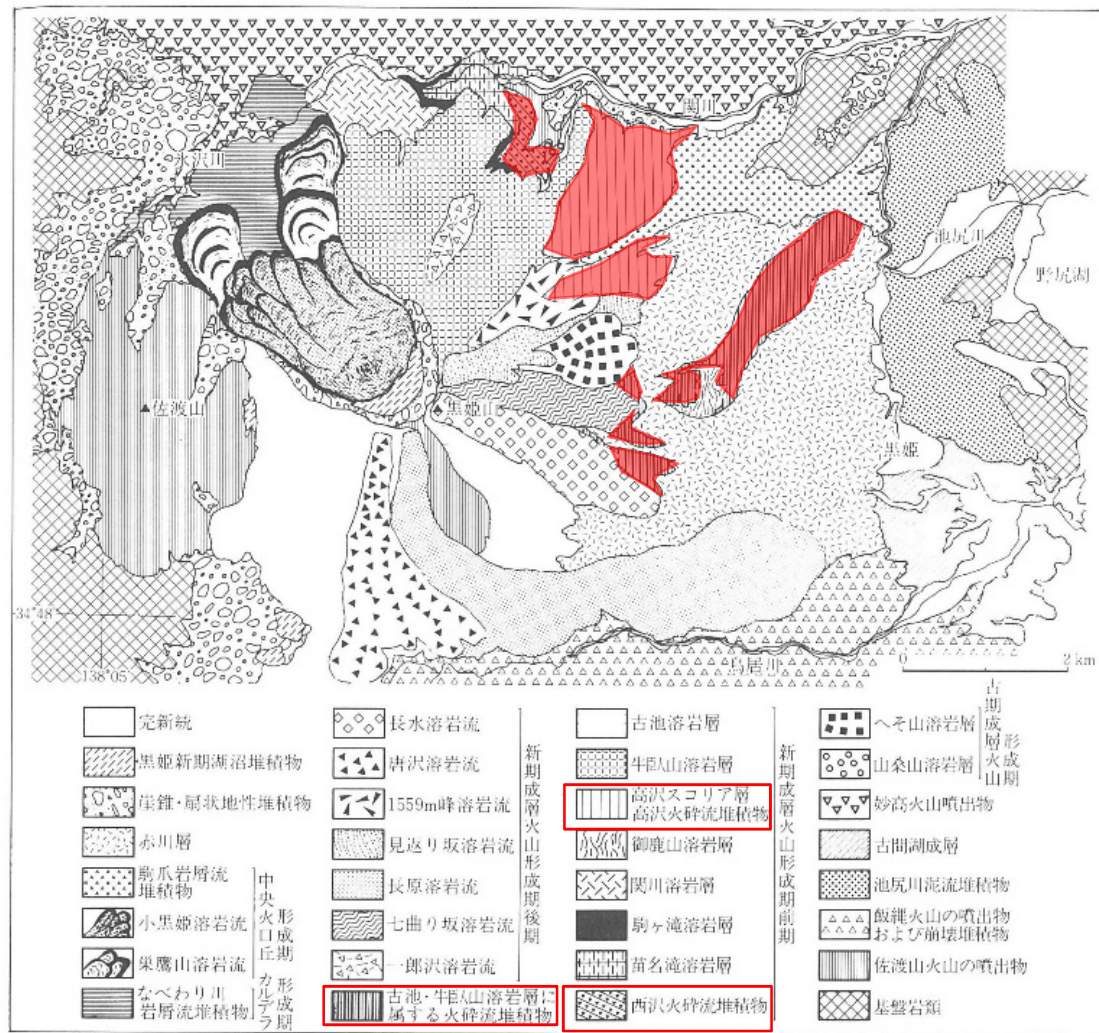 関川
氷沢川
池尻川
野尻湖
佐渡山
黒姫山
黒姫
34°48′
138°05′
鳥居川
0 2 km
完新統
黒姫新期湖沼堆積物
崖錐・扇状地性堆積物
赤川層
駒爪岩屑流
堆積物
小黒姫溶岩流
巣鷹山溶岩流
なべわり川
岩屑流堆積物
中央火口丘形成期
カルデラ形成期
長水溶岩流
唐沢溶岩流
1559m峰溶岩流
見返り坂溶岩流
長原溶岩流
七曲り坂溶岩流
一郎沢溶岩流
古池・牛臥山溶岩層に
属する火砕流堆積物
新期成層火山形成期後期
古池溶岩層
牛臥山溶岩層
高沢スコリア層
高沢火砕流堆積物
御鹿山溶岩層
関川溶岩層
駒ヶ滝溶岩層
苗名滝溶岩層
西沢火砕流堆積物
新期成層火山形成期前期
へそ山溶岩層
山桑山溶岩層
古期成層火山形成期
妙高火山噴出物
古間湖成層
池尻川泥流堆積物
飯縄火山の噴出物
および崩壊堆積物
佐渡山火山の噴出物
基盤岩類